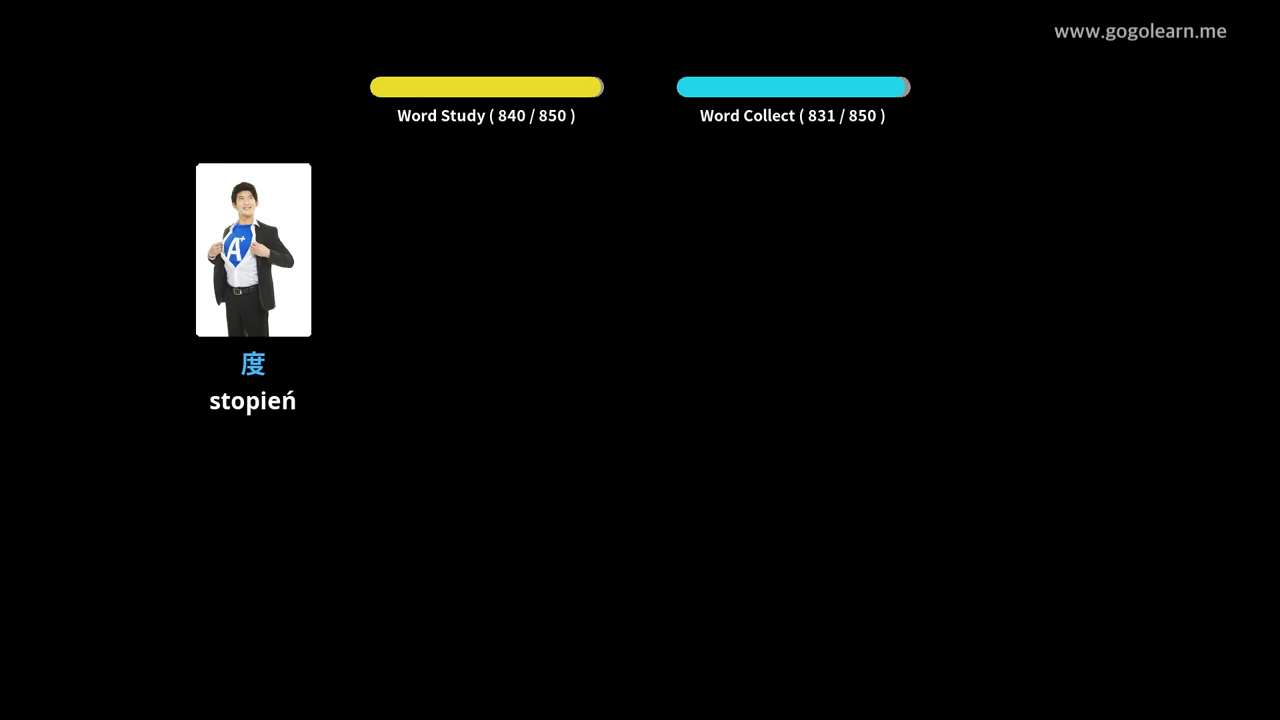 www.gogolearn.me
Word Study ( 840 / 850 )
Word Collect ( 831 / 850 )
A+
度
stopień